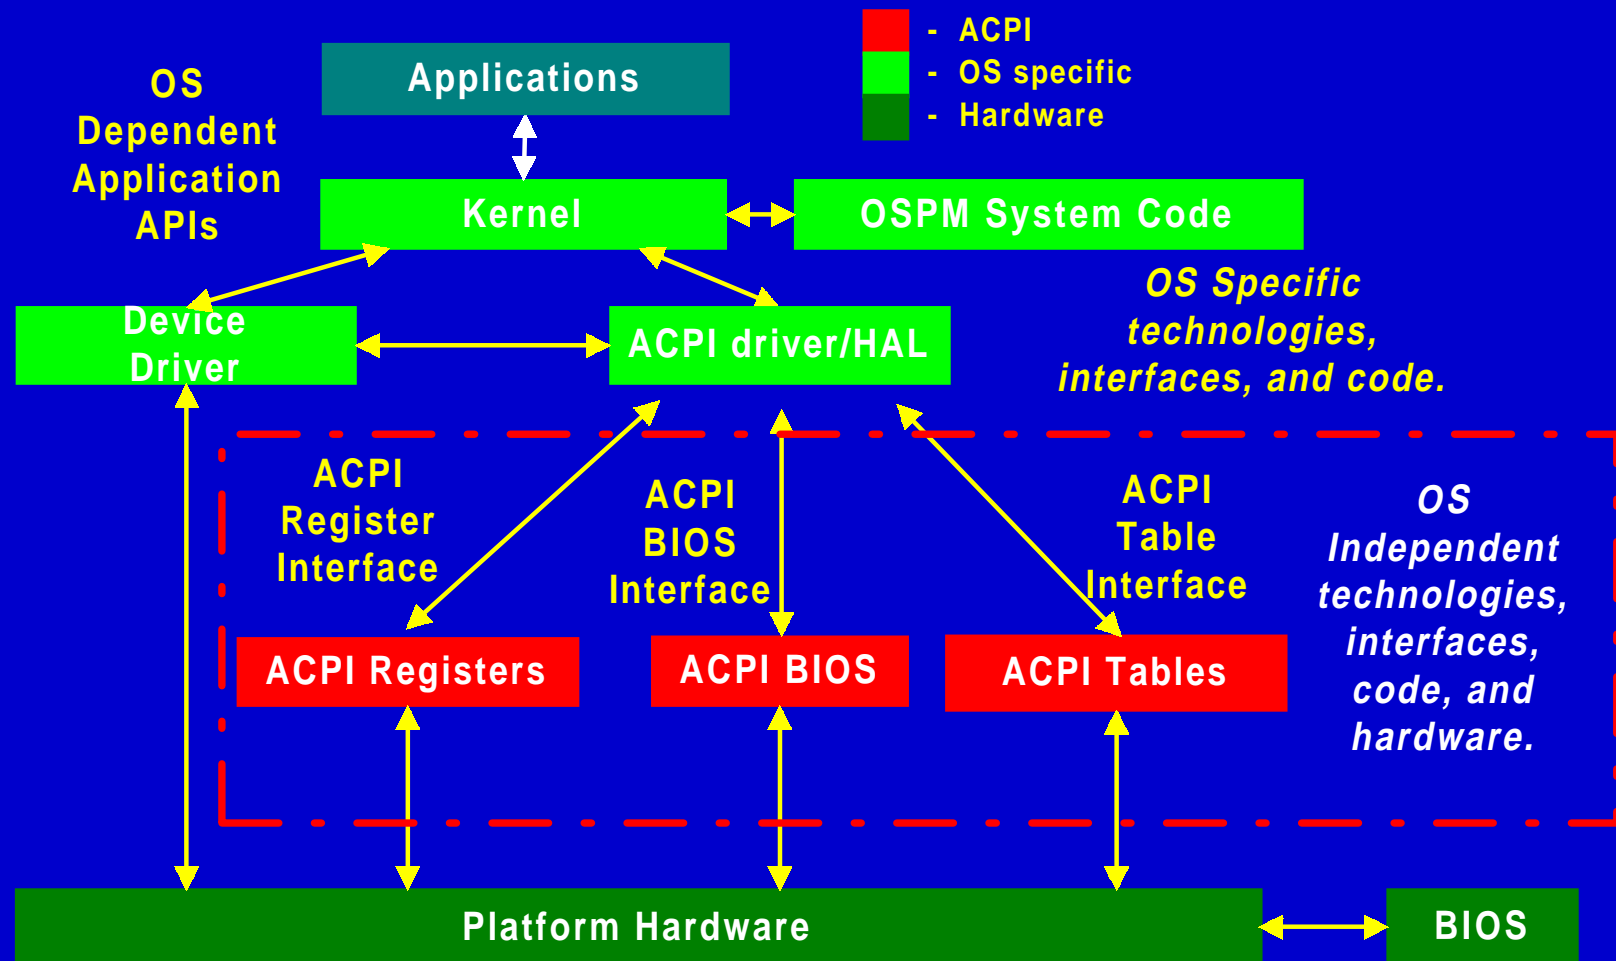 - ACPI
- OS specific
- Hardware
Applications
OS
Dependent
Application
APIs
Kernel
OSPM System Code
OS Specific
technologies,
interfaces, and code.
Device
Driver
ACPI driver/HAL
ACPI
Register
Interface
ACPI
BIOS
Interface
ACPI
Table
Interface
OS
Independent
technologies,
interfaces,
code, and
hardware.
ACPI Registers
ACPI BIOS
ACPI Tables
Platform Hardware
BIOS